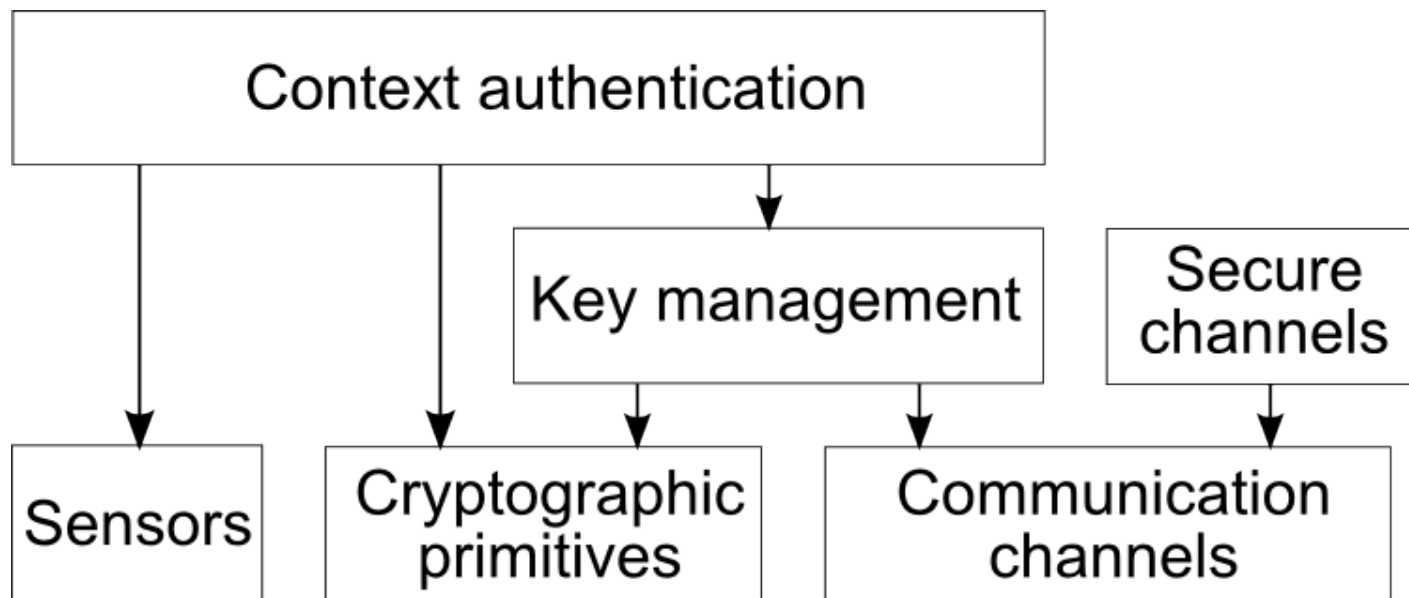 Context authentication
Key management
Secure
channels
Sensors
Cryptographic
primitives
Communication
channels